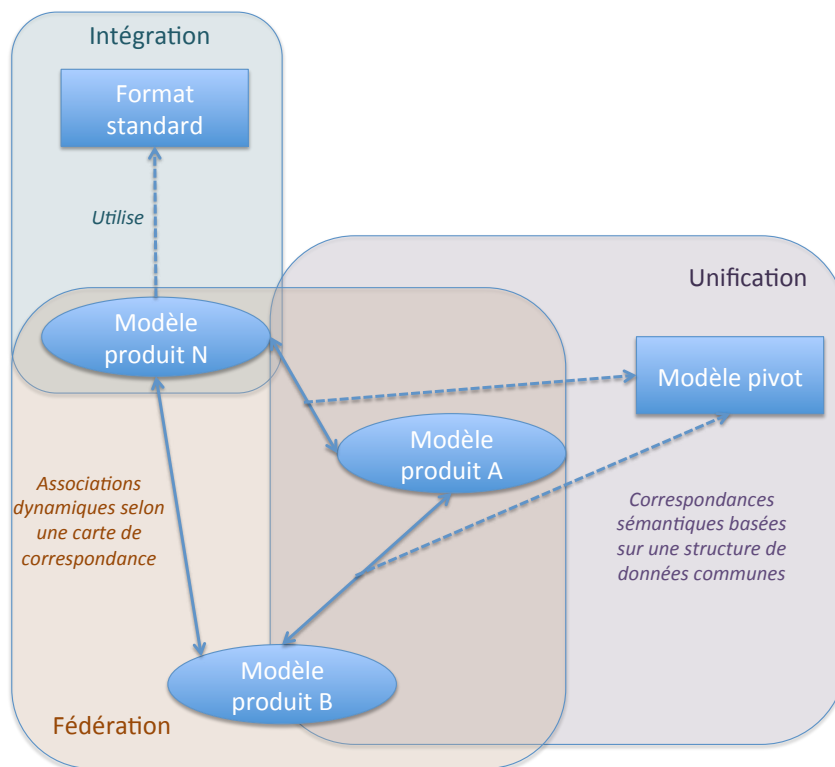 Intégration
Format
standard
Utilise
Unification
Modèle
produit N
Modèle pivot
Modèle
produit A
Associations
dynamiques selon
une carte de
correspondance
Correspondances
sémantiques basées
sur une structure de
données communes
Modèle
produit B
Fédération